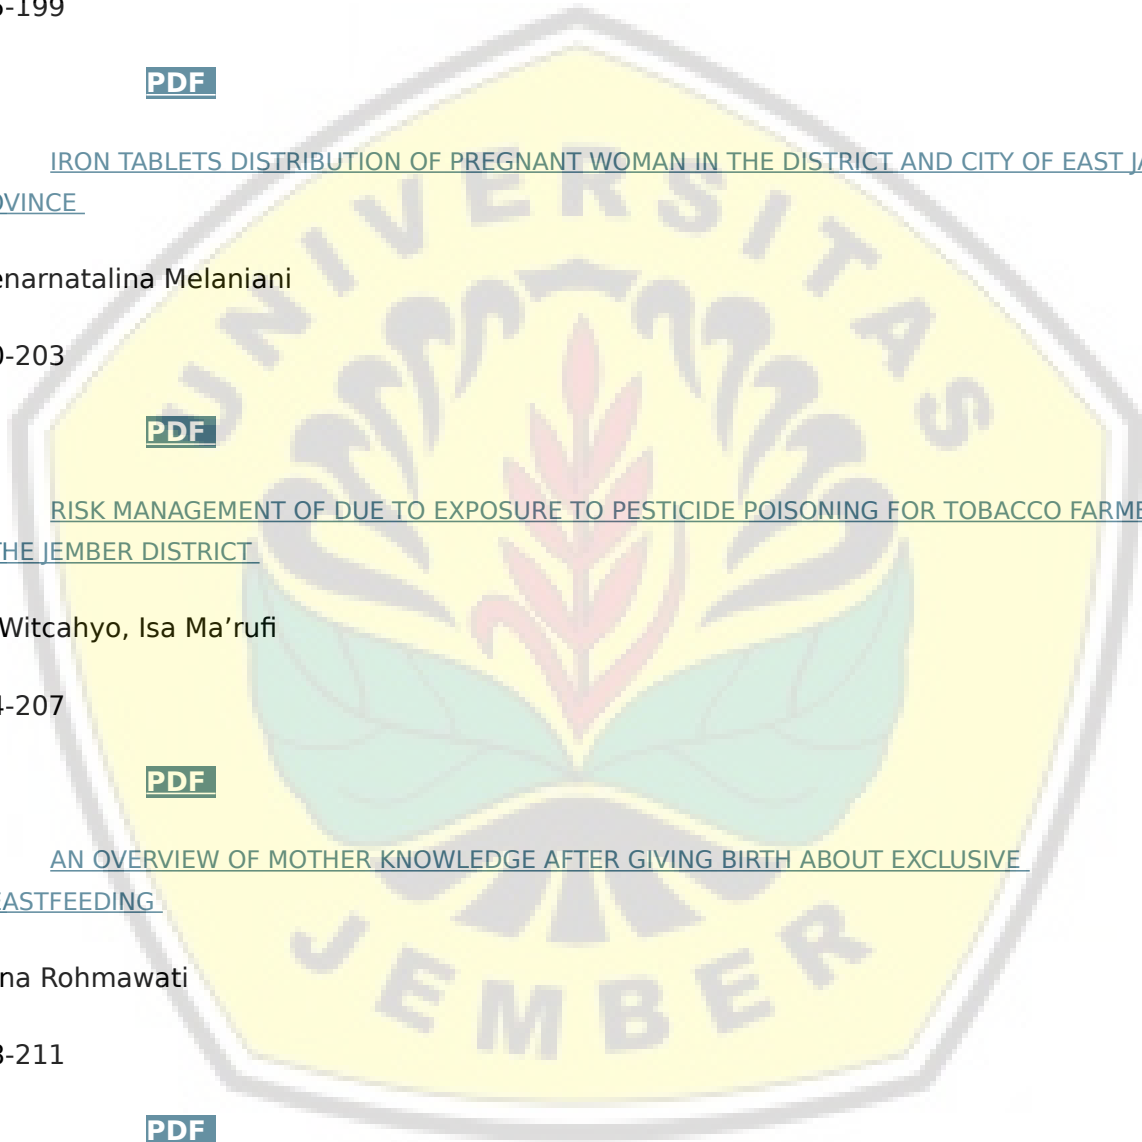 -199
PDF
IRON TABLETS DISTRIBUTION OF PREGNANT WOMAN IN THE DISTRICT AND CITY OF EAST JA
OVINCE
enarnatalina Melaniani
0-203
PDF
RISK MANAGEMENT OF DUE TO EXPOSURE TO PESTICIDE POISONING FOR TOBACCO FARME
THE JEMBER DISTRICT
Witcahyo, Isa Ma’rufi
4-207
PDF
AN OVERVIEW OF MOTHER KNOWLEDGE AFTER GIVING BIRTH ABOUT EXCLUSIVE
EASTFEEDING
na Rohmawati
8-211
PDF
UNIVERSITAS
JEMBER